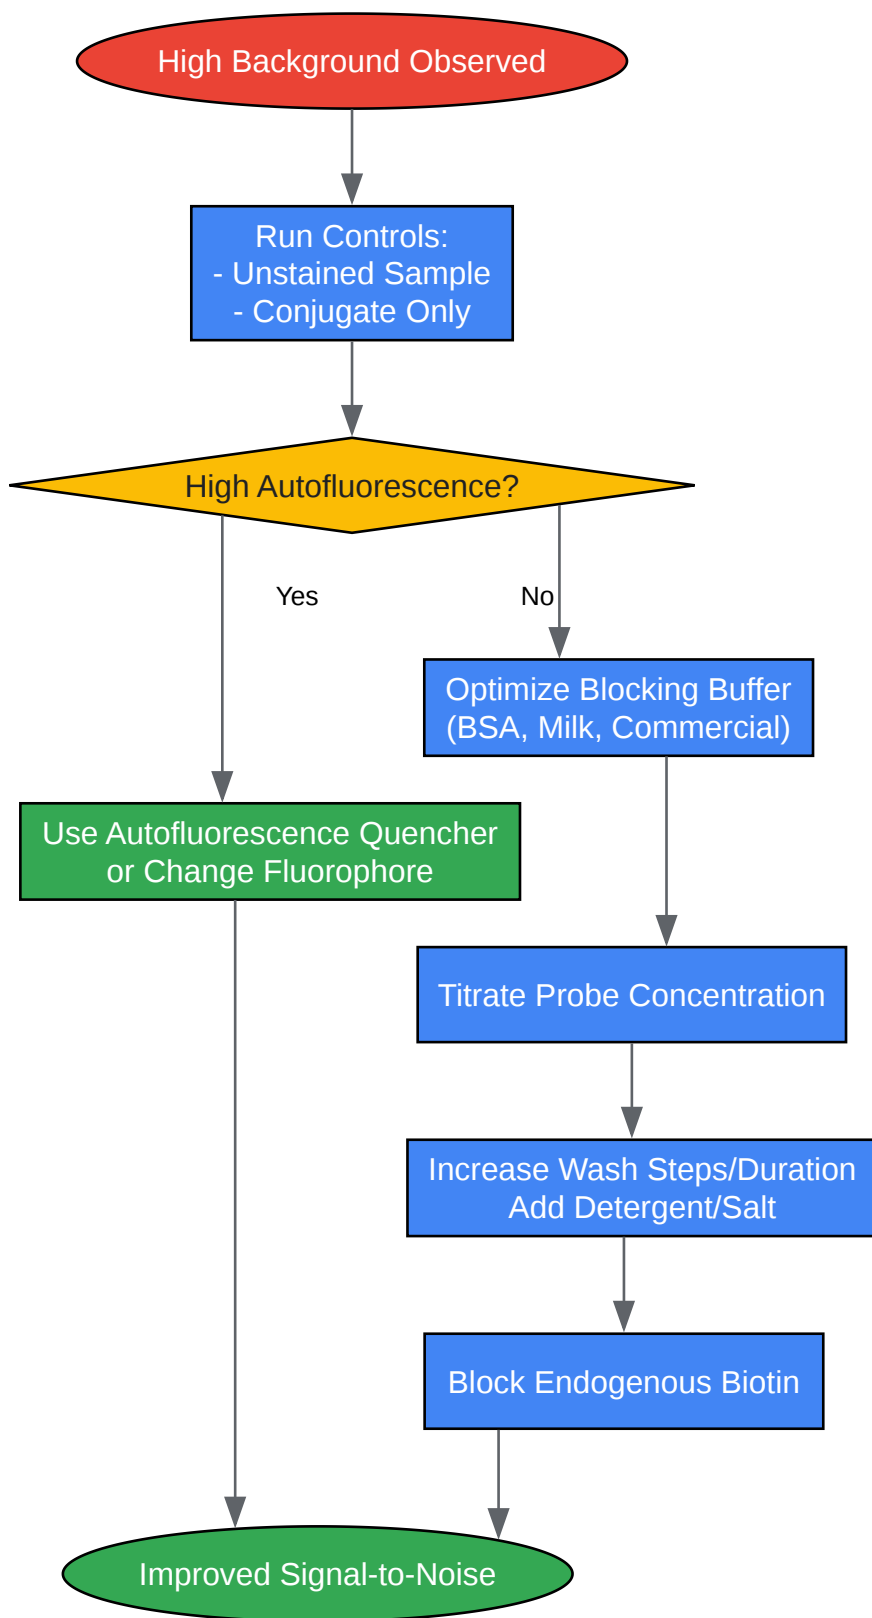 High Background Observed
Run Controls:
- Unstained Sample
- Conjugate Only
High Autofluorescence?
Yes
No
Optimize Blocking Buffer
(BSA, Milk, Commercial)
Use Autofluorescence Quencher
or Change Fluorophore
Titrate Probe Concentration
Increase Wash Steps/Duration
Add Detergent/Salt
Block Endogenous Biotin
Improved Signal-to-Noise